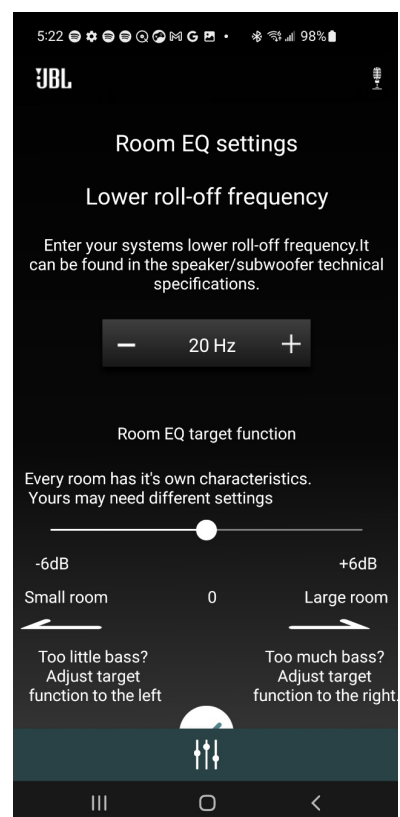 5:22
98%
JBL
Room EQ settings
Lower roll-off frequency
Enter your systems lower roll-off frequency.It
can be found in the speaker/subwoofer technical
specifications.
20 Hz
Room EQ target function
Every room has it's own characteristics.
Yours may need different settings
-6dB +6dB
Small room 0 Large room
Too little bass? Too much bass?
Adjust target Adjust target
function to the left function to the right.